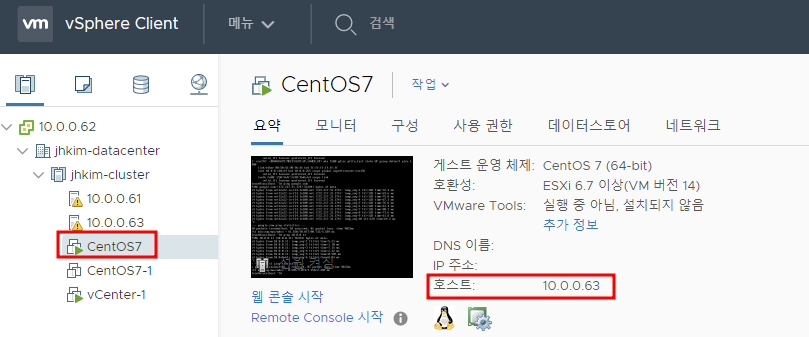 vm vSphere Client 메뉴 검색
10.0.0.62
jhkim-datacenter
jhkim-cluster
10.0.0.61
10.0.0.63
CentOS7
CentOS7-1
vCenter-1
CentOS7 작업
요약 모니터 구성 사용 권한 데이터스토어 네트워크
게스트 운영 체제: CentOS 7 (64-bit)
호환성: ESXi 6.7 이상(VM 버전 14)
VMware Tools: 실행 중 아님, 설치되지 않음
추가 정보
DNS 이름:
IP 주소:
호스트: 10.0.0.63
웹 콘솔 시작
Remote Console 시작